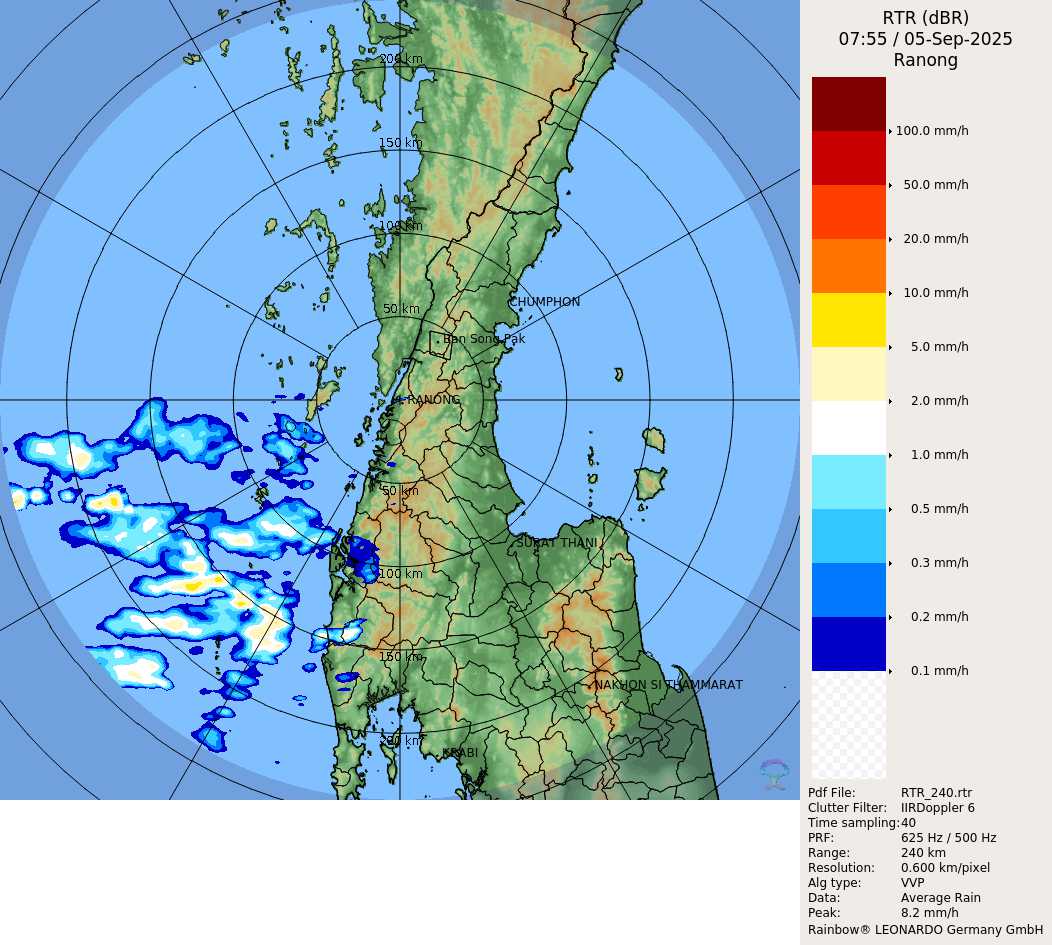 RTR (dBR)
07:55 / 05-Sep-2025
Ranong
200 km
150 km
100 km
50 km
CHUMPHON
Ban Song Pak
RANONG
50 km
SURAT THANI
100 km
150 km
NAKHON SI THAMMARAT
200 km
KRABI
100.0 mm/h
50.0 mm/h
20.0 mm/h
10.0 mm/h
5.0 mm/h
2.0 mm/h
1.0 mm/h
0.5 mm/h
0.3 mm/h
0.2 mm/h
0.1 mm/h
Pdf File: RTR_240.rtr
Clutter Filter: IIRDoppler 6
Time sampling:40
PRF: 625 Hz / 500 Hz
Range: 240 km
Resolution: 0.600 km/pixel
Alg type: VVP
Data: Average Rain
Peak: 8.2 mm/h
Rainbow® LEONARDO Germany GmbH